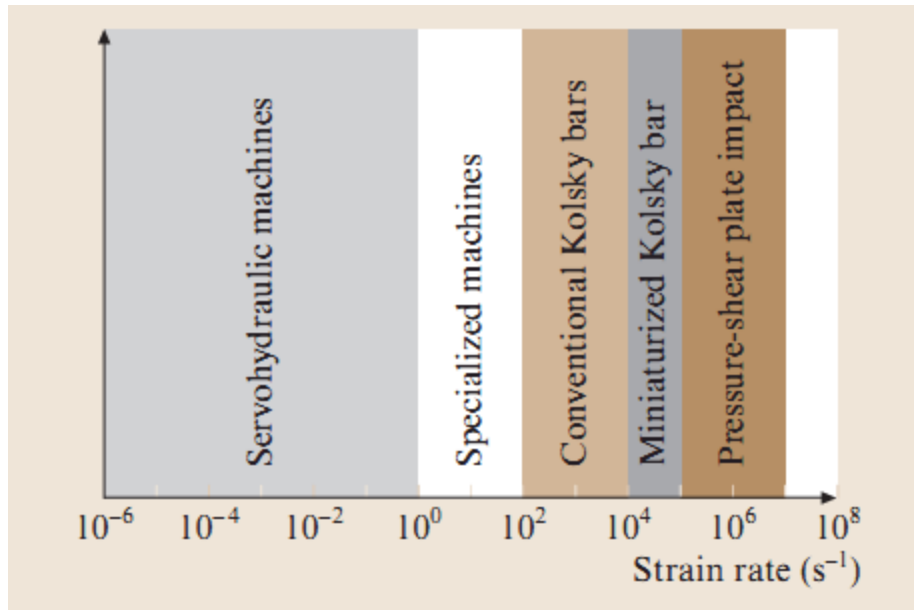 Servohydraulic machines
Specialized machines
Conventional Kolsky bars
Miniaturized Kolsky bar
Pressure-shear plate impact
10⁻⁶ 10⁻⁴ 10⁻² 10⁰ 10² 10⁴ 10⁶ 10⁸
Strain rate (s⁻¹)